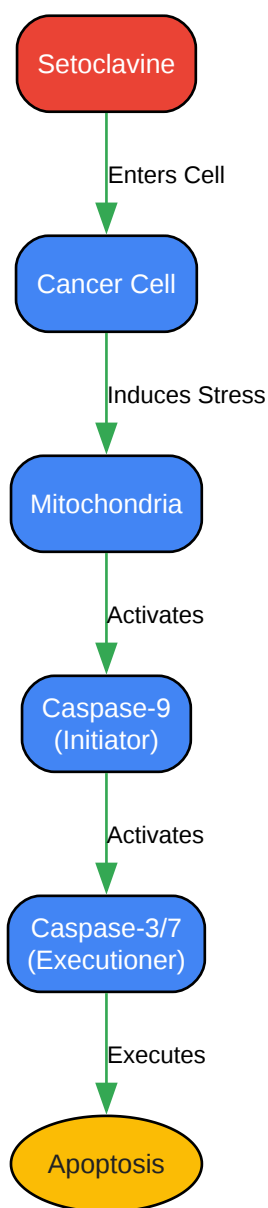 Setoclavine
Enters Cell
Cancer Cell
Induces Stress
Mitochondria
Activates
Caspase-9
(Initiator)
Activates
Caspase-3/7
(Executioner)
Executes
Apoptosis